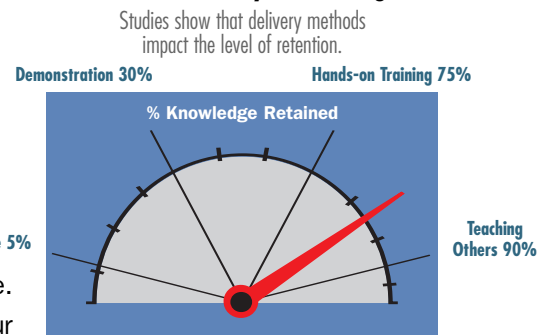 Studies show that delivery methods
impact the level of retention.
Demonstration 30%
Hands-on Training 75%
% Knowledge Retained
5%
Teaching
Others 90%